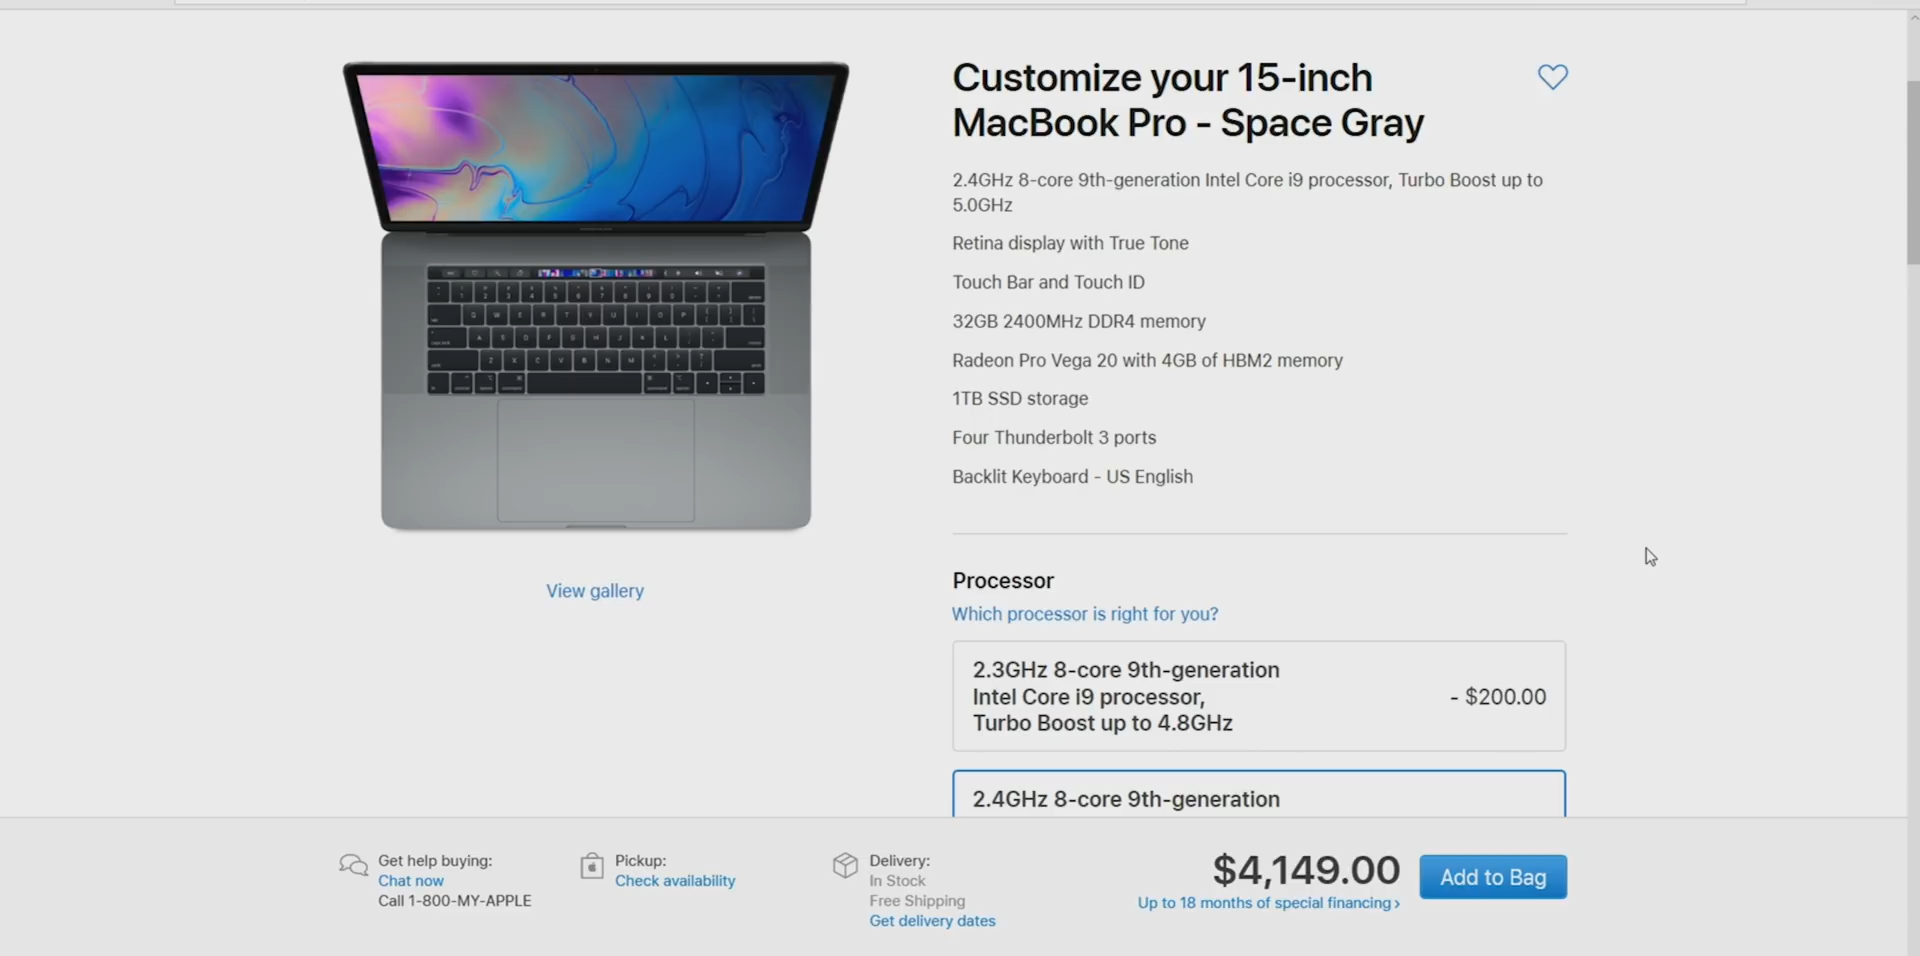 Customize your 15-inch
MacBook Pro - Space Gray
2.4GHz 8-core 9th-generation Intel Core i9 processor, Turbo Boost up to
5.0GHz
Retina display with True Tone
Touch Bar and Touch ID
32GB 2400MHz DDR4 memory
Radeon Pro Vega 20 with 4GB of HBM2 memory
1TB SSD storage
Four Thunderbolt 3 ports
Backlit Keyboard - US English
View gallery
Processor
Which processor is right for you?
2.3GHz 8-core 9th-generation
Intel Core i9 processor,
Turbo Boost up to 4.8GHz
- $200.00
2.4GHz 8-core 9th-generation
Get help buying:
Chat now
Call 1-800-MY-APPLE
Pickup:
Check availability
Delivery:
In Stock
Free Shipping
Get delivery dates
$4,149.00
Up to 18 months of special financing ›
Add to Bag